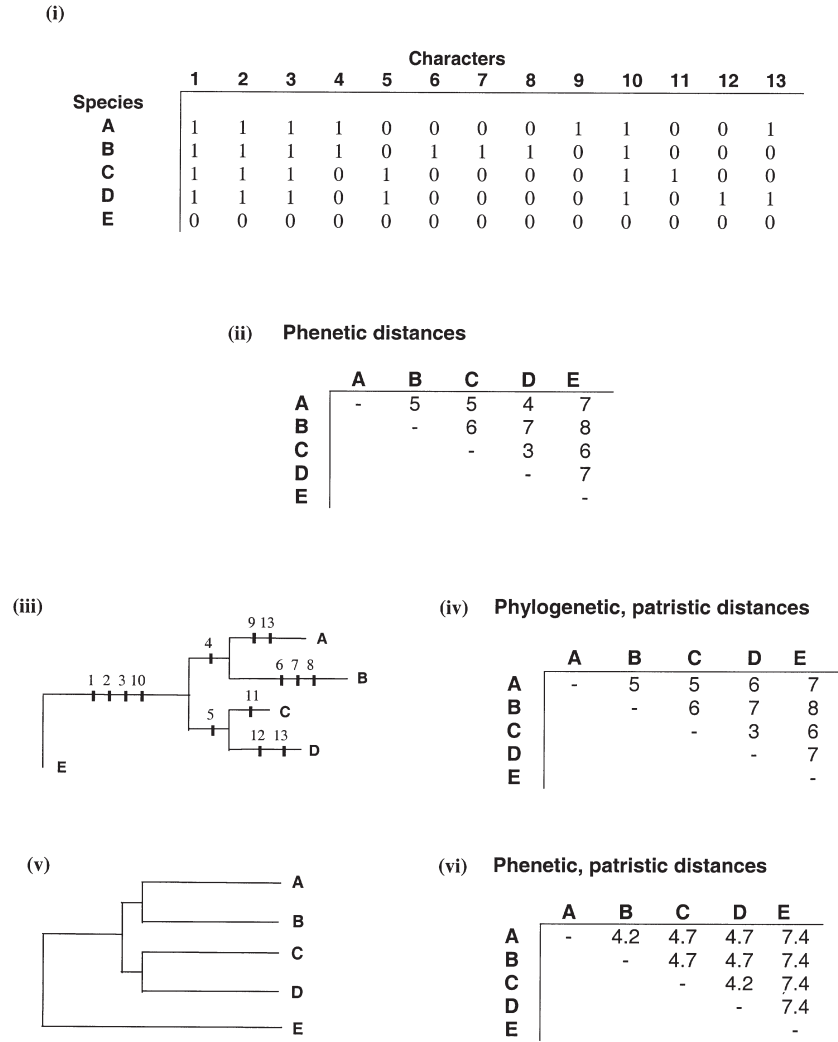 (i)
Characters
1 2 3 4 5 6 7 8 9 10 11 12 13
Species
A 1 1 1 1 0 0 0 0 1 1 0 0 1
B 1 1 1 1 0 1 1 1 0 1 0 0 0
C 1 1 1 0 1 0 0 0 0 1 1 0 0
D 1 1 1 0 1 0 0 0 0 1 0 1 1
E 0 0 0 0 0 0 0 0 0 0 0 0 0
(ii) Phenetic distances
A B C D E
A - 5 5 4 7
B - 6 7 8
C - 3 6
D - 7
E -
(iii)
9 13
4 A
1 2 3 10 6 7 8 B
11
5 C
12 13
D
E
(iv) Phylogenetic, patristic distances
A B C D E
A - 5 5 6 7
B - 6 7 8
C - 3 6
D - 7
E -
(v)
A
B
C
D
E
(vi) Phenetic, patristic distances
A B C D E
A - 4.2 4.7 4.7 7.4
B - 4.7 4.7 7.4
C - 4.2 7.4
D - 7.4
E -